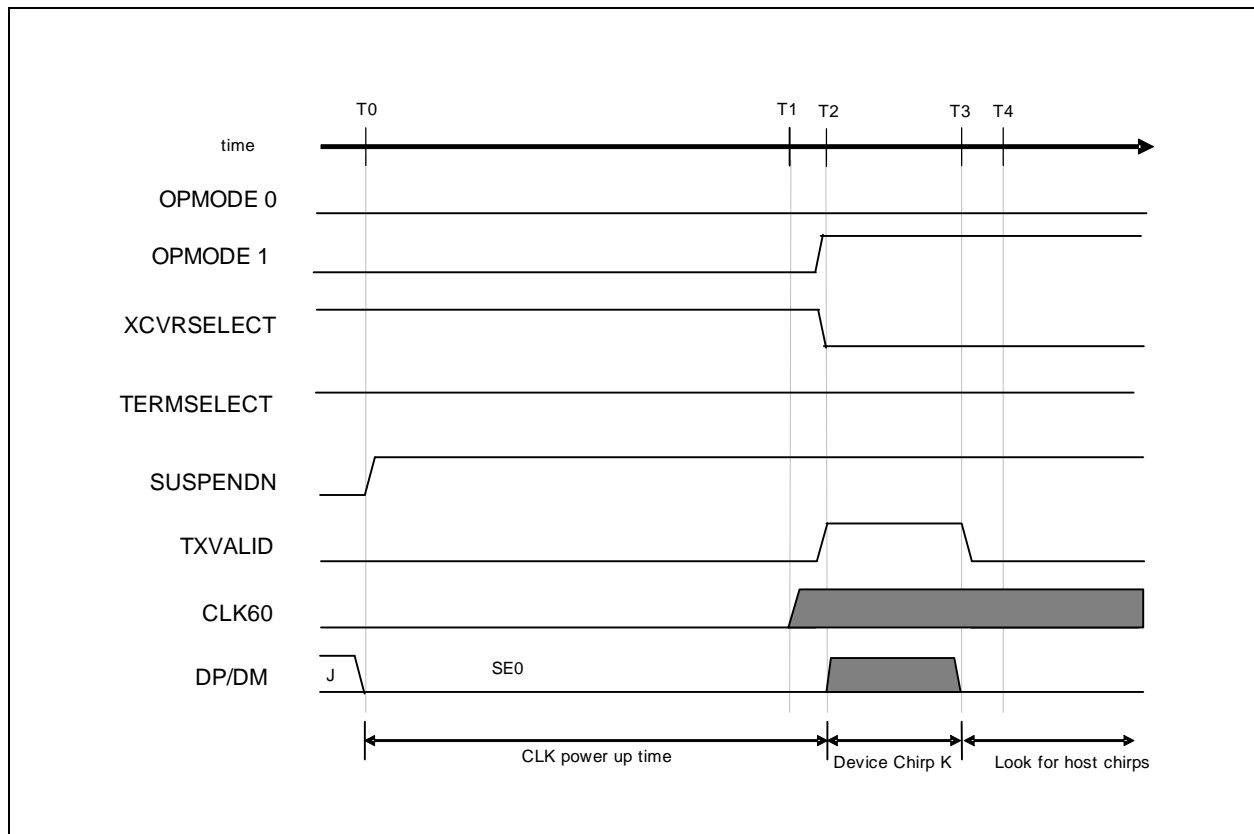 T0
T1
T2
T3
T4
time
OPMODE 0
OPMODE 1
XCVRSELECT
TERMSELECT
SUSPENDN
TXVALID
CLK60
DP/DM
J
SE0
CLK power up time
Device Chirp K
Look for host chirps